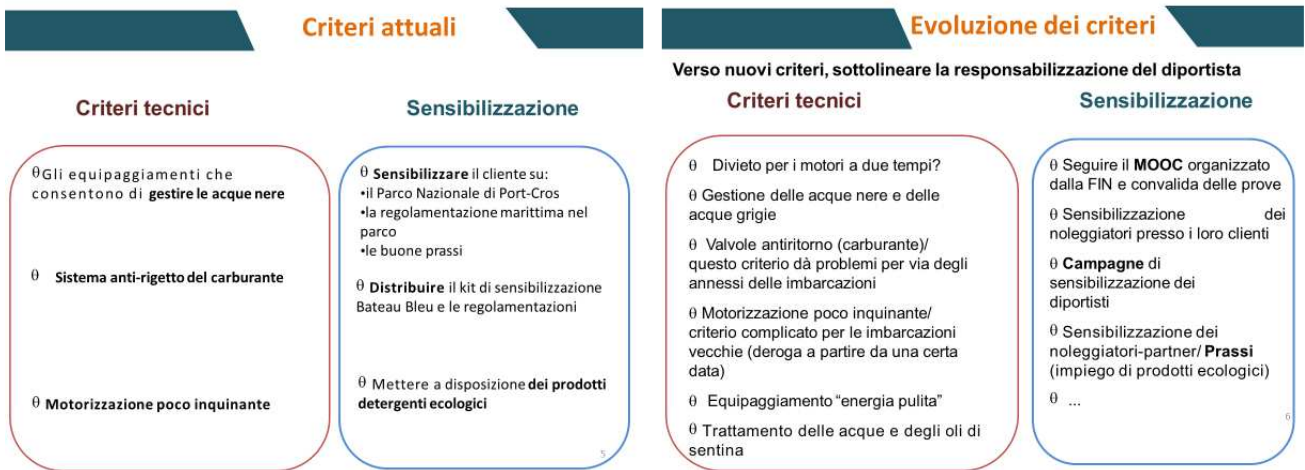 Criteri attuali
Criteri tecnici
θGli equipaggiamenti che
consentono di gestire le acque nere
θ Sistema anti-rigetto del carburante
θ Motorizzazione poco inquinante
Sensibilizzazione
θ Sensibilizzare il cliente su:
•il Parco Nazionale di Port-Cros
•la regolamentazione marittima nel
parco
•le buone prassi
θ Distribuire il kit di sensibilizzazione
Bateau Bleu e le regolamentazioni
θ Mettere a disposizione dei prodotti
detergenti ecologici
5
Evoluzione dei criteri
Verso nuovi criteri, sottolineare la responsabilizzazione del diportista
Criteri tecnici
θ Divieto per i motori a due tempi?
θ Gestione delle acque nere e delle
acque grigie
θ Valvole antiritorno (carburante)/
questo criterio dà problemi per via degli
annessi delle imbarcazioni
θ Motorizzazione poco inquinante/
criterio complicato per le imbarcazioni
vecchie (deroga a partire da una certa
data)
θ Equipaggiamento “energia pulita”
θ Trattamento delle acque e degli oli di
sentina
Sensibilizzazione
θ Seguire il MOOC organizzato
dalla FIN e convalida delle prove
θ Sensibilizzazione dei
noleggiatori presso i loro clienti
θ Campagne di
sensibilizzazione dei
diportisti
θ Sensibilizzazione dei
noleggiatori-partner/ Prassi
(impiego di prodotti ecologici)
θ ...
6